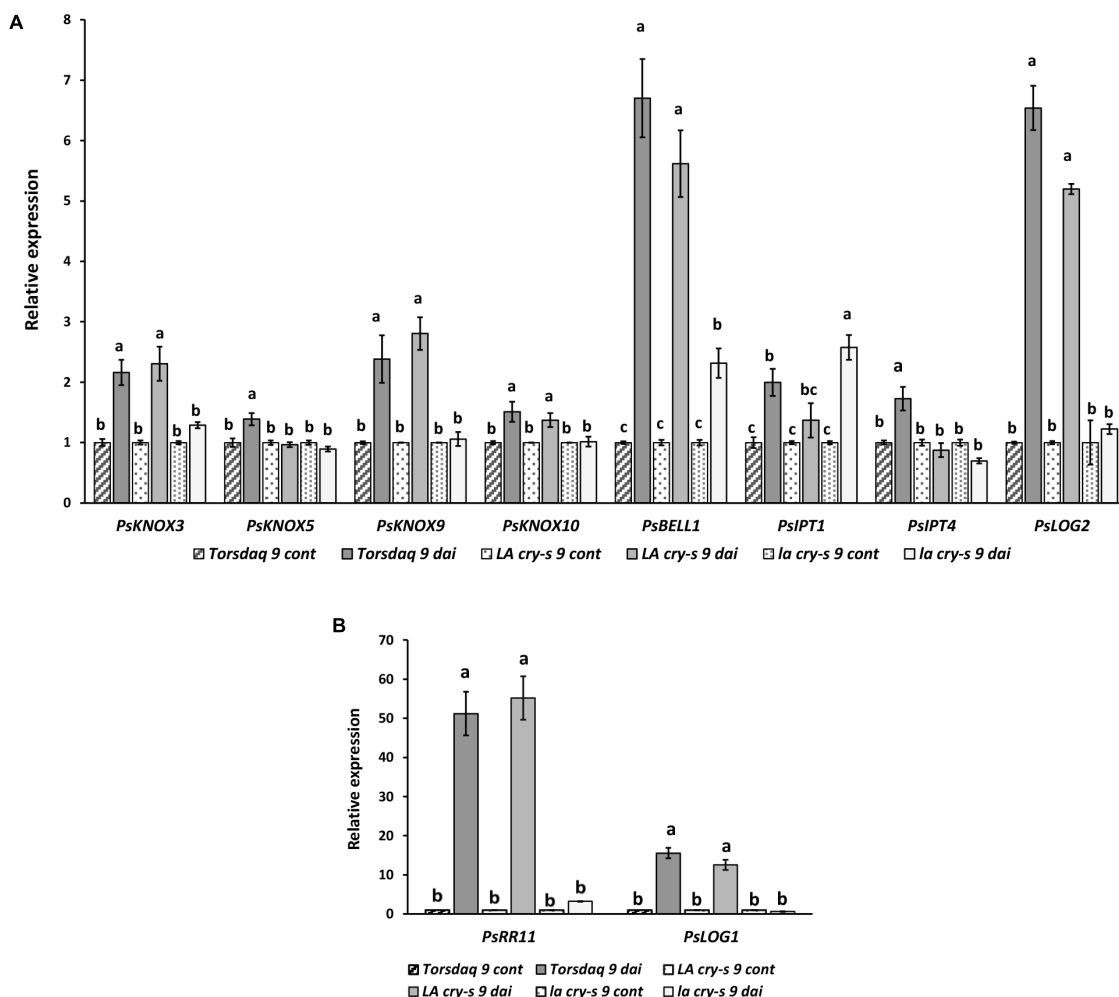 A
Relative expression
8
7
6
5
4
3
2
1
0
b a b a b b
b a b b b b
b a b a b b
b a b a b b
c a c a c b
c b c bc c a
b a b b b b
b a b a b b
PsKNOX3 PsKNOX5 PsKNOX9 PsKNOX10 PsBELL1 PsIPT1 PsIPT4 PsLOG2
Torsdaq 9 cont Torsdaq 9 dai LA cry-s 9 cont LA cry-s 9 dai la cry-s 9 cont la cry-s 9 dai
B
Relative expression
70
60
50
40
30
20
10
0
b a b a b b
b a b a b b
PsRR11 PsLOG1
Torsdaq 9 cont Torsdaq 9 dai LA cry-s 9 cont
LA cry-s 9 dai la cry-s 9 cont la cry-s 9 dai